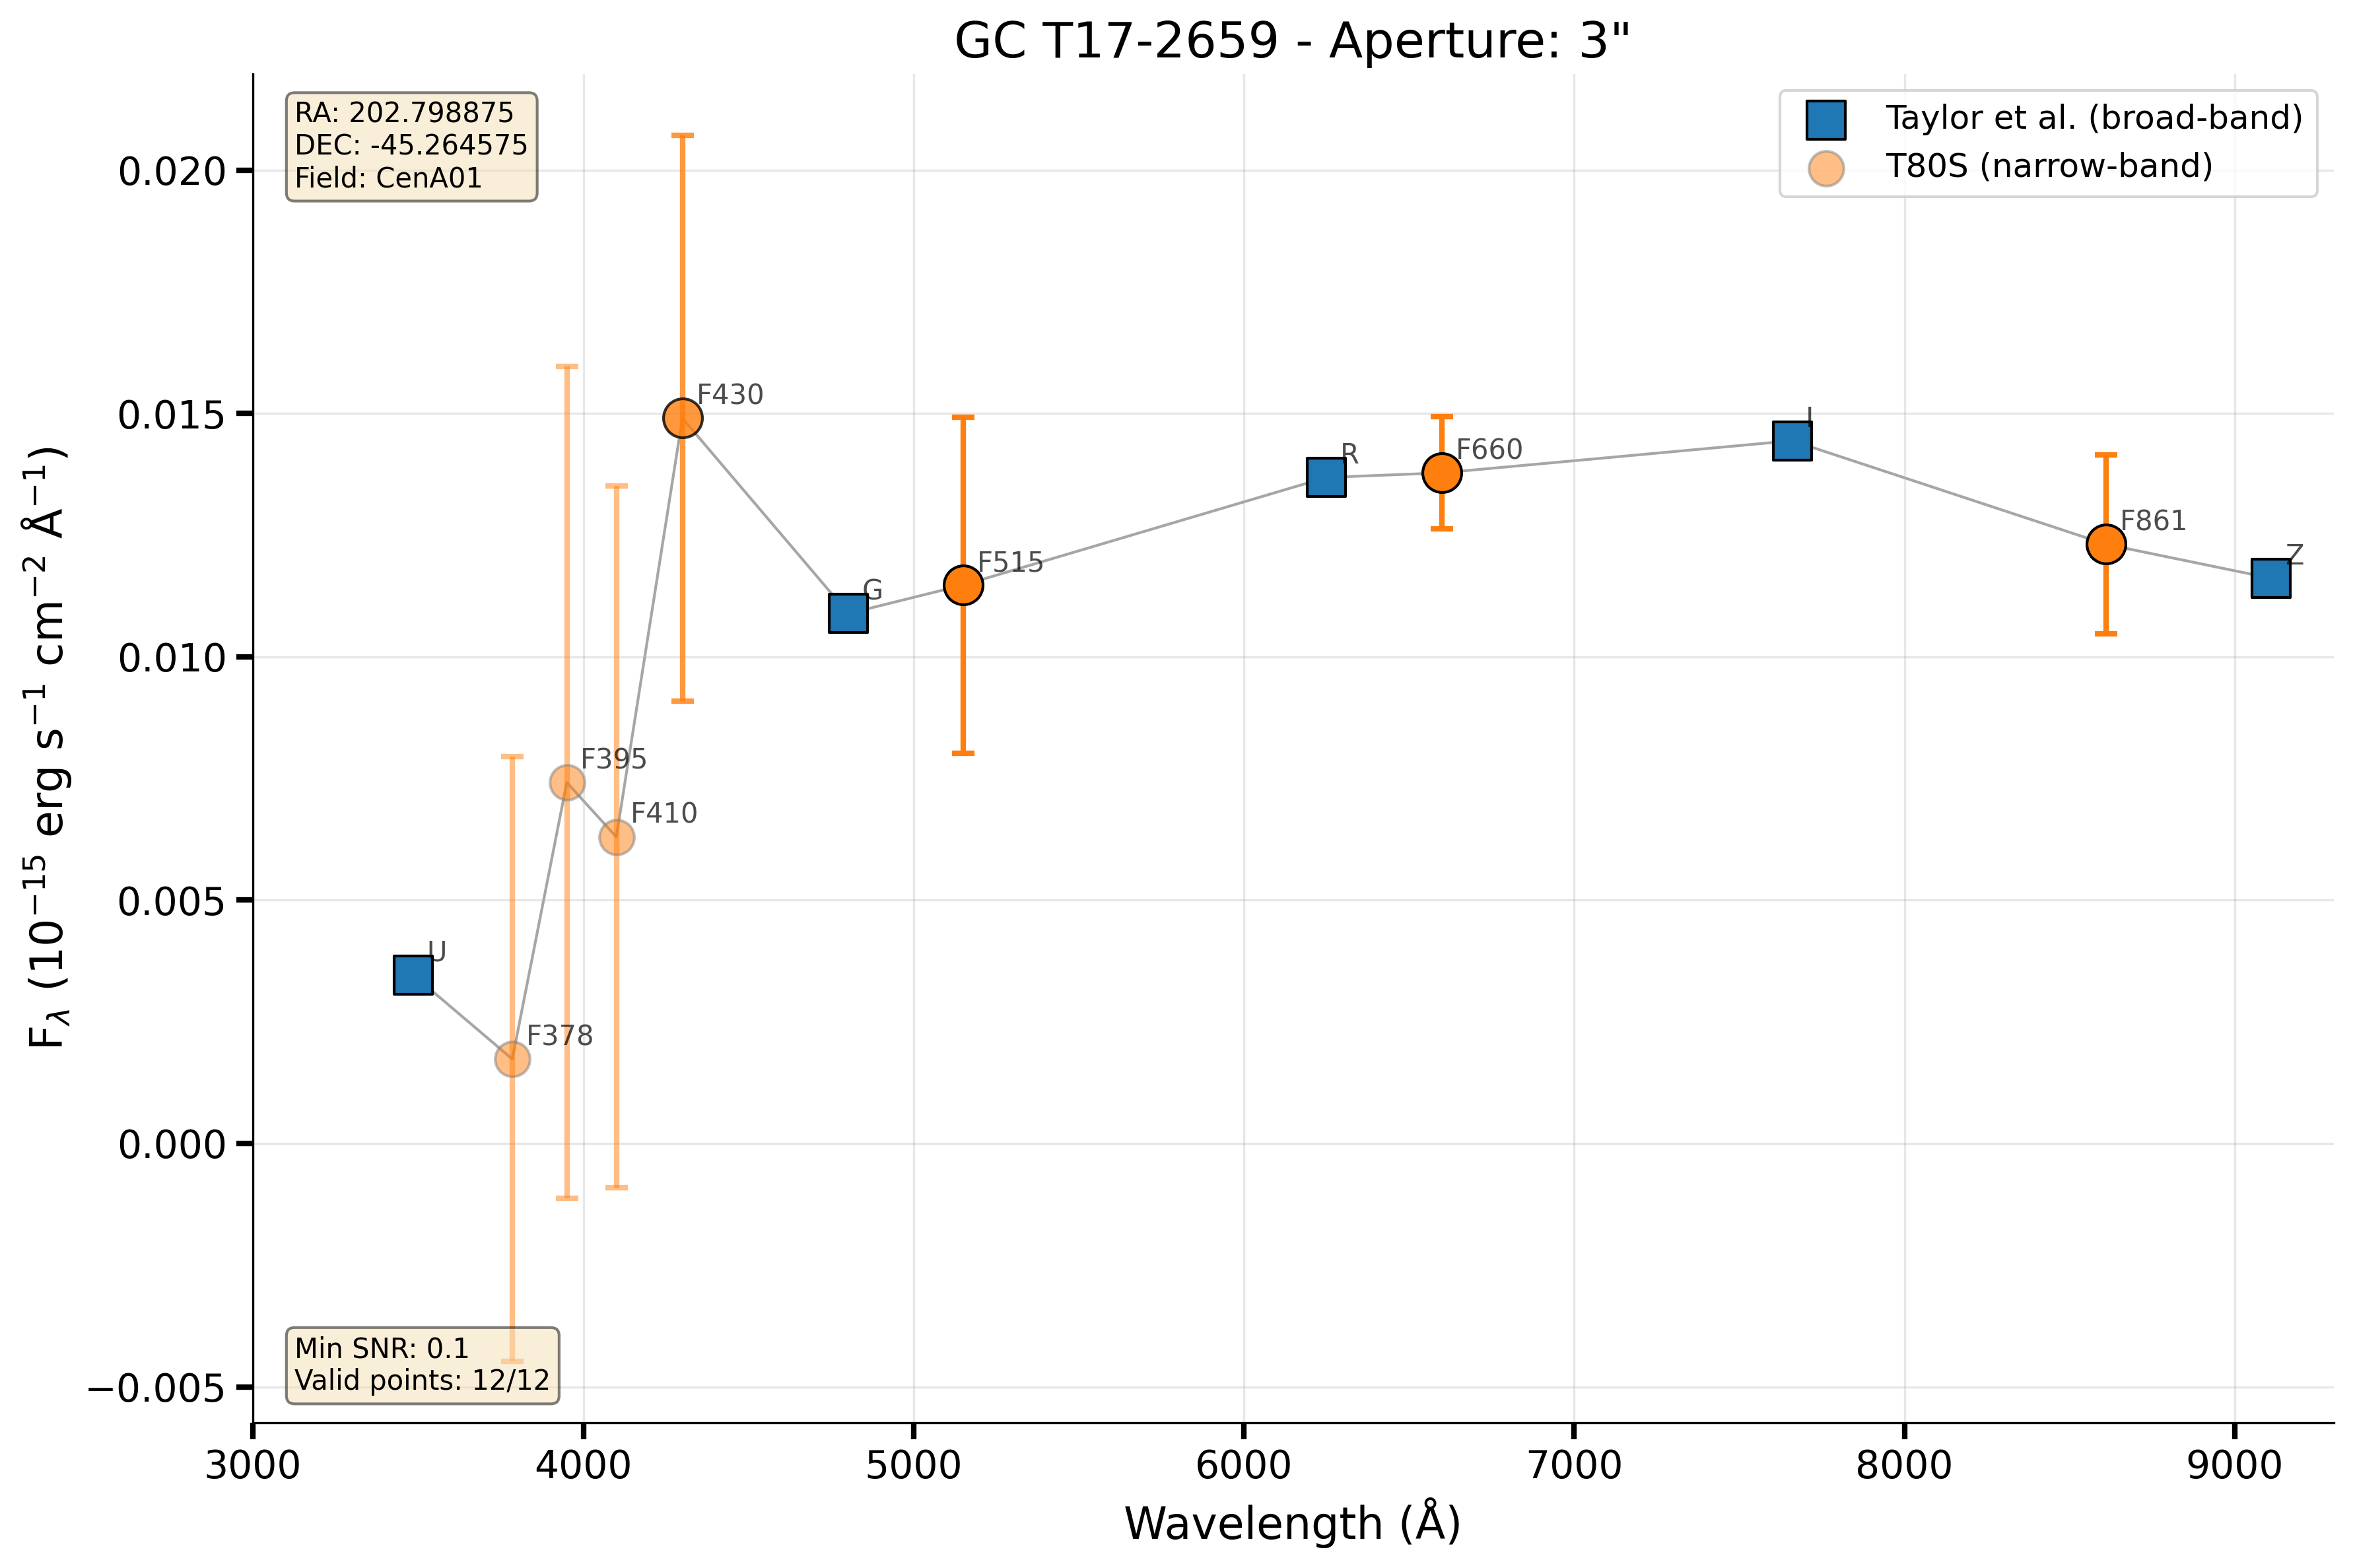 GC T17-2659 - Aperture: 3"
RA: 202.798875
DEC: -45.264575
Field: CenA01
Taylor et al. (broad-band)
T80S (narrow-band)
0.020
0.015
0.010
0.005
0.000
−0.005
F_λ (10⁻¹⁵ erg s⁻¹ cm⁻² Å⁻¹)
U
F378
F395
F410
F430
G
F515
R
F660
I
F861
Z
Min SNR: 0.1
Valid points: 12/12
3000
4000
5000
6000
7000
8000
9000
Wavelength (Å)